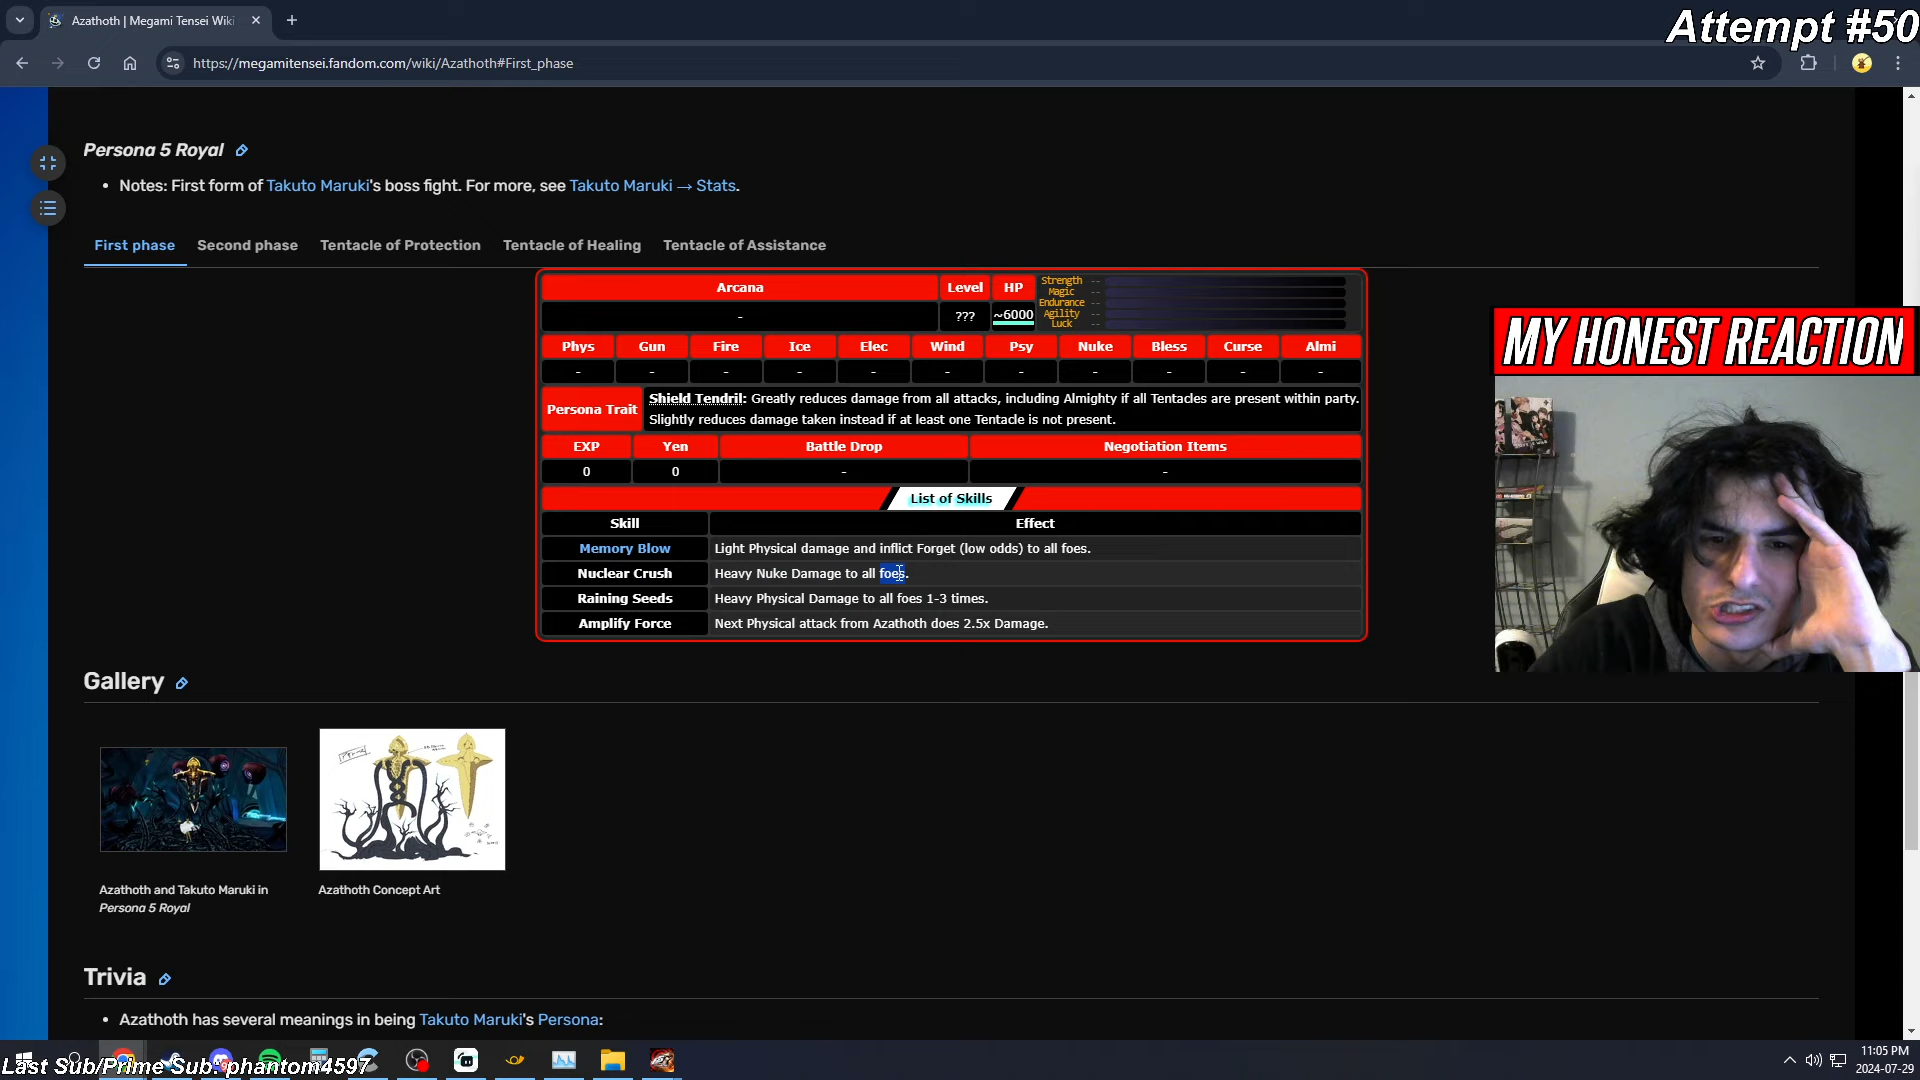 Azathoth | Megami Tensei Wiki
Attempt #50
https://megamitensei.fandom.com/wiki/Azathoth#First_phase
Persona 5 Royal
• Notes: First form of Takuto Maruki's boss fight. For more, see Takuto Maruki → Stats.
First phase Second phase Tentacle of Protection Tentacle of Healing Tentacle of Assistance
Arcana Level HP
- ??? ~6000
Strength --
Magic --
Endurance --
Agility --
Luck --
Phys Gun Fire Ice Elec Wind Psy Nuke Bless Curse Almi
- - - - - - - - - - -
Persona Trait
Shield Tendril: Greatly reduces damage from all attacks, including Almighty if all Tentacles are present within party.
Slightly reduces damage taken instead if at least one Tentacle is not present.
EXP Yen Battle Drop Negotiation Items
0 0 - -
List of Skills
Skill Effect
Memory Blow Light Physical damage and inflict Forget (low odds) to all foes.
Nuclear Crush Heavy Nuke Damage to all foes.
Raining Seeds Heavy Physical Damage to all foes 1-3 times.
Amplify Force Next Physical attack from Azathoth does 2.5x Damage.
MY HONEST REACTION
Gallery
Azathoth and Takuto Maruki in
Persona 5 Royal
Azathoth Concept Art
Trivia
• Azathoth has several meanings in being Takuto Maruki's Persona:
Last Sub/Prime Sub: phantom4597
11:05 PM
2024-07-29